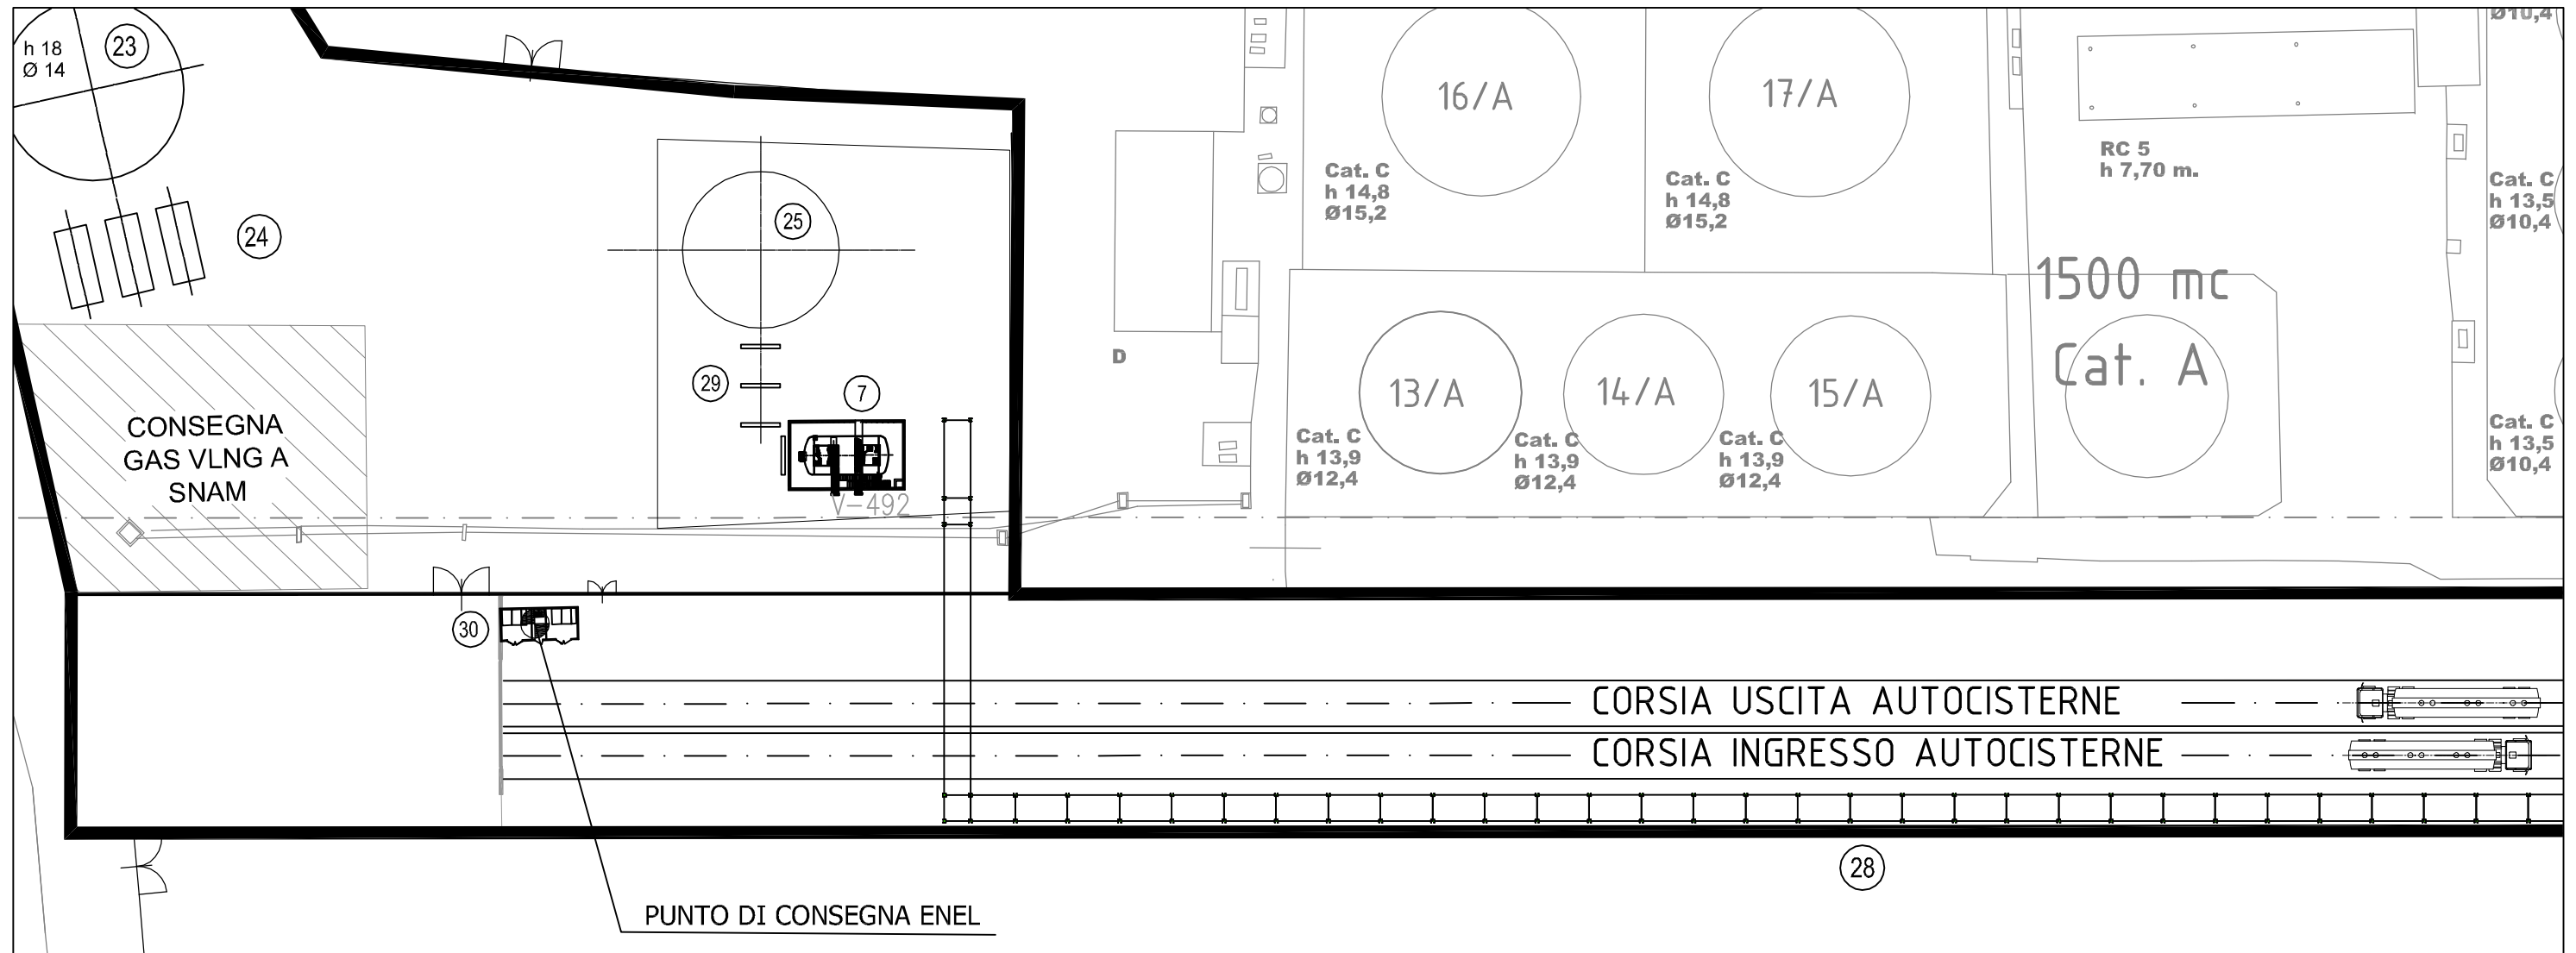 h 18
Ø 14
23
24
25
29
7
V-492
CONSEGNA
GAS VLNG A
SNAM
30
16/A
17/A
Cat. C
h 14,8
Ø15,2
Cat. C
h 14,8
Ø15,2
RC 5
h 7,70 m.
Ø10,4
Cat. C
h 13,5
Ø10,4
1500 mc
Cat. A
D
13/A
14/A
15/A
Cat. C
h 13,9
Ø12,4
Cat. C
h 13,9
Ø12,4
Cat. C
h 13,9
Ø12,4
Cat. C
h 13,5
Ø10,4
CORSIA USCITA AUTOCISTERNE
CORSIA INGRESSO AUTOCISTERNE
28
PUNTO DI CONSEGNA ENEL